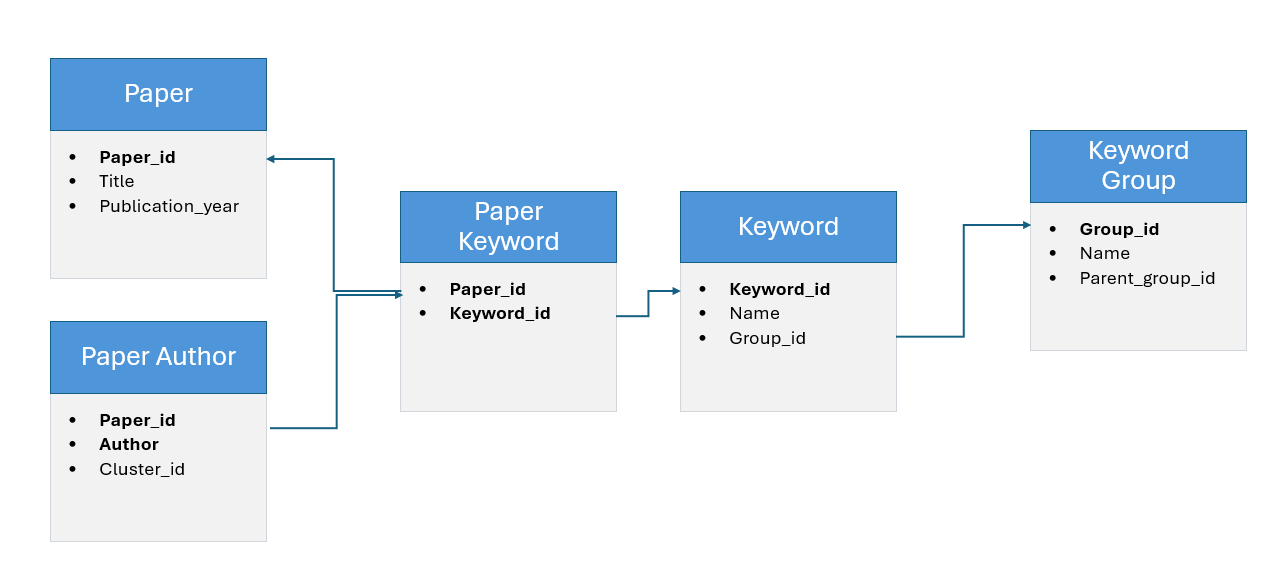 Paper
• Paper_id
• Title
• Publication_year
Paper Author
• Paper_id
• Author
• Cluster_id
Paper
Keyword
• Paper_id
• Keyword_id
Keyword
• Keyword_id
• Name
• Group_id
Keyword
Group
• Group_id
• Name
• Parent_group_id